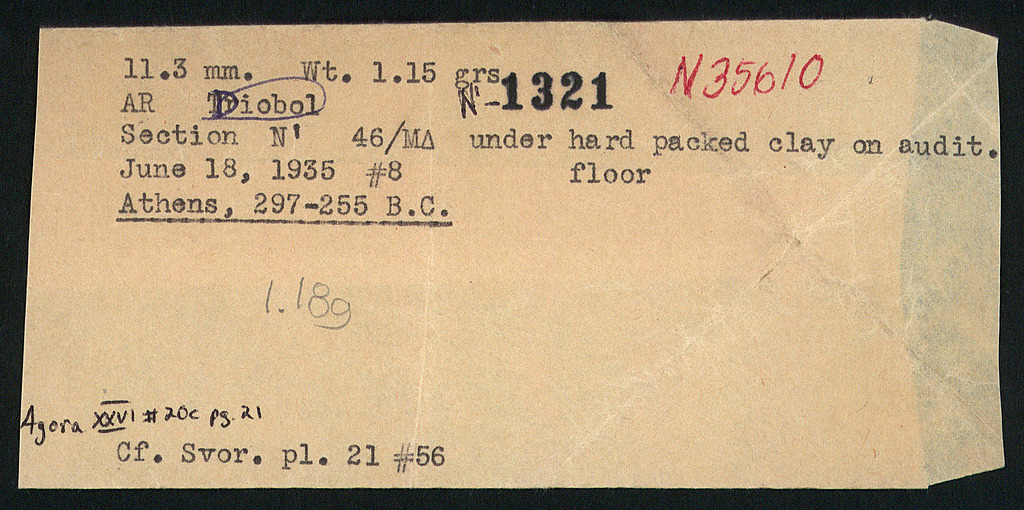 11.3 mm. Wt. 1.15 grs N35610
AR Diobol N'-1321
Section N' 46/ΜΔ under hard packed clay on audit.
June 18, 1935 #8 floor
Athens, 297-255 B.C.
1.18g
Agora XXVI #20c pg. 21
Cf. Svor. pl. 21 #56